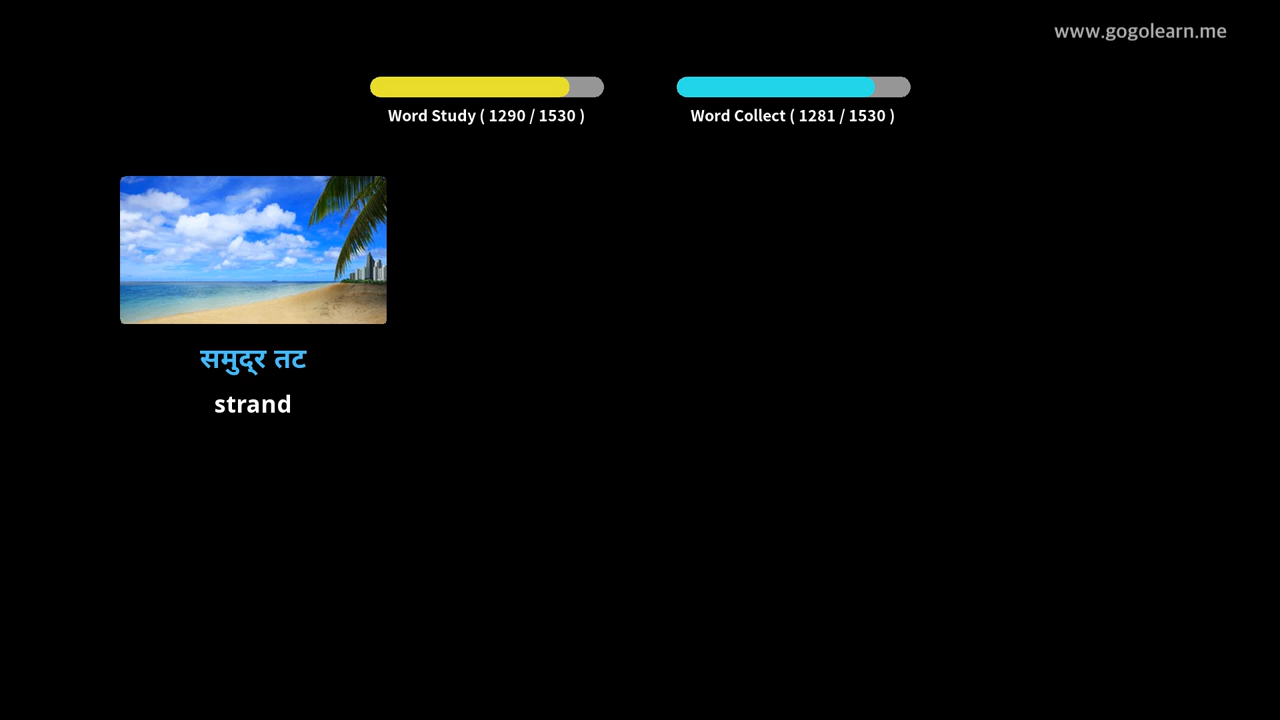 www.gogolearn.me
Word Study ( 1290 / 1530 )
Word Collect ( 1281 / 1530 )
समुद्र तट
strand